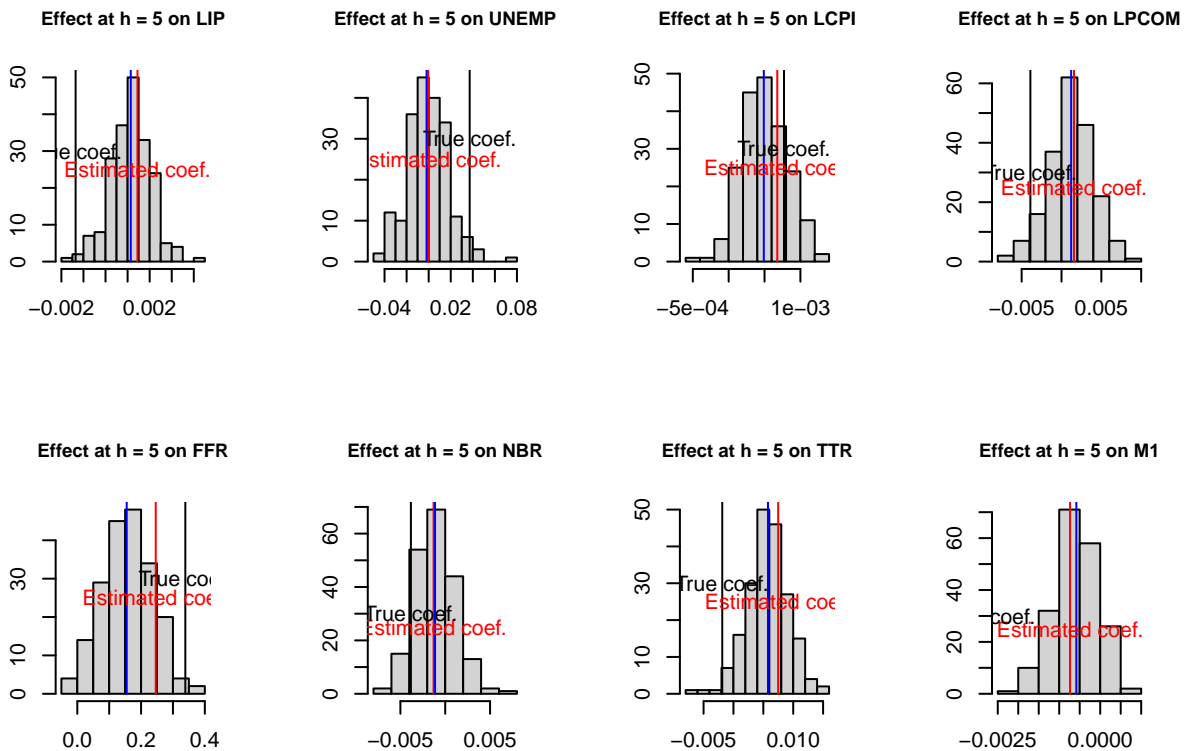 Effect at h = 5 on LIP
Effect at h = 5 on UNEMP
Effect at h = 5 on LCPI
Effect at h = 5 on LPCOM
0 10 30 50
ue coef.
Estimated coef.
−0.002 0.002
0 10 30
True coef.
stimated coef.
−0.04 0.02 0.08
0 10 30 50
True coef.
Estimated coe
−5e−04 1e−03
0 20 40 60
True coef.
Estimated coef.
−0.005 0.005
Effect at h = 5 on FFR
Effect at h = 5 on NBR
Effect at h = 5 on TTR
Effect at h = 5 on M1
0 10 30
True coe
Estimated coe
0.0 0.2 0.4
0 20 40 60
True coef.
Estimated coef.
−0.005 0.005
0 10 30 50
True coef.
Estimated coe
−0.005 0.010
0 20 40 60
coef.
Estimated coef.
−0.0025 0.0000